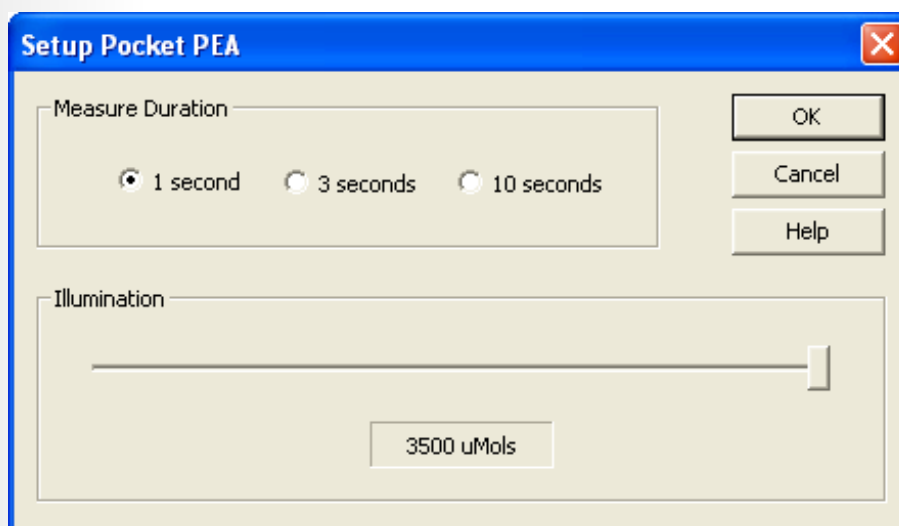 Setup Pocket PEA
Measure Duration
1 second 3 seconds 10 seconds
OK
Cancel
Help
Illumination
3500 uMols